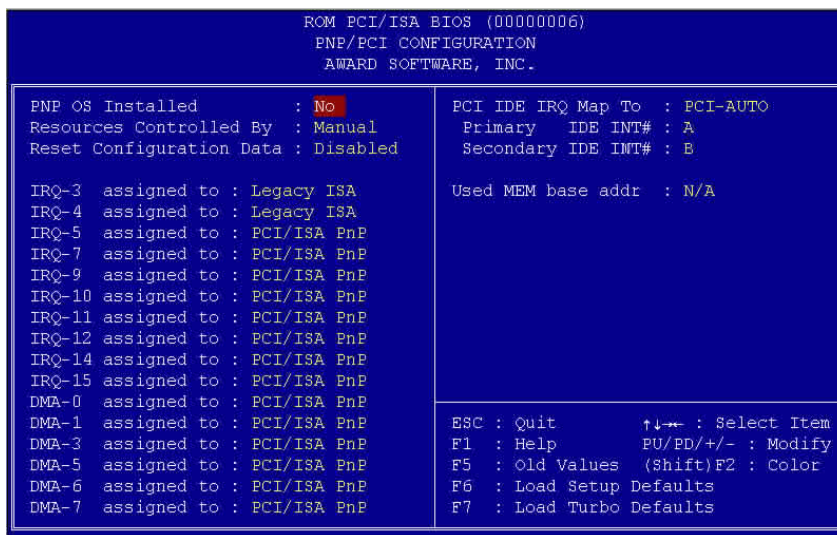 ROM PCI/ISA BIOS (00000006)
PNP/PCI CONFIGURATION
AWARD SOFTWARE, INC.
PNP OS Installed : No
Resources Controlled By : Manual
Reset Configuration Data : Disabled
IRQ-3 assigned to : Legacy ISA
IRQ-4 assigned to : Legacy ISA
IRQ-5 assigned to : PCI/ISA PnP
IRQ-7 assigned to : PCI/ISA PnP
IRQ-9 assigned to : PCI/ISA PnP
IRQ-10 assigned to : PCI/ISA PnP
IRQ-11 assigned to : PCI/ISA PnP
IRQ-12 assigned to : PCI/ISA PnP
IRQ-14 assigned to : PCI/ISA PnP
IRQ-15 assigned to : PCI/ISA PnP
DMA-0 assigned to : PCI/ISA PnP
DMA-1 assigned to : PCI/ISA PnP
DMA-3 assigned to : PCI/ISA PnP
DMA-5 assigned to : PCI/ISA PnP
DMA-6 assigned to : PCI/ISA PnP
DMA-7 assigned to : PCI/ISA PnP
PCI IDE IRQ Map To : PCI-AUTO
Primary IDE INT# : A
Secondary IDE INT# : B
Used MEM base addr : N/A
ESC : Quit ↑↓→← : Select Item
F1 : Help PU/PD/+/- : Modify
F5 : Old Values (Shift)F2 : Color
F6 : Load Setup Defaults
F7 : Load Turbo Defaults